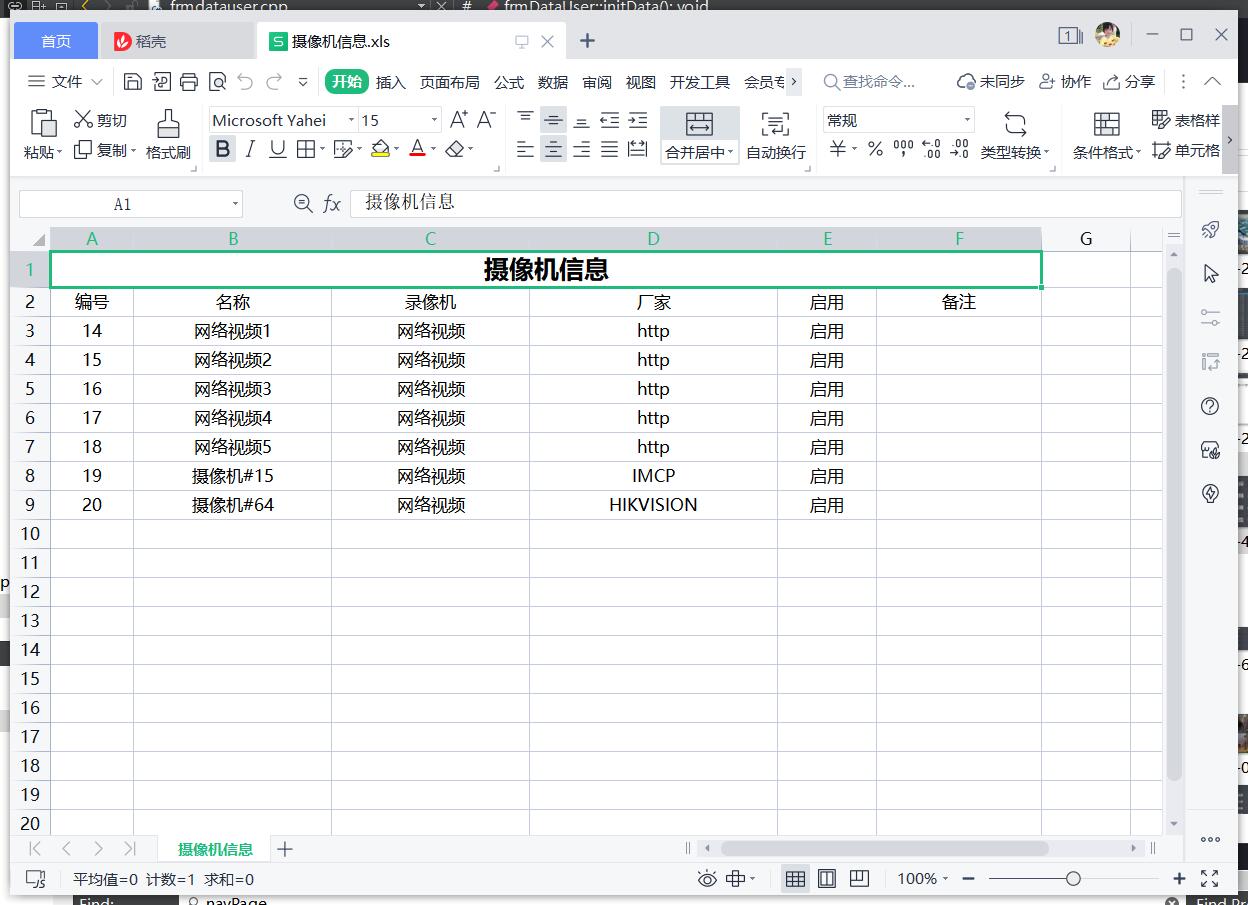 frmdatauser.cpp # frmDataUser::initData(): void
首页 稻壳 S 摄像机信息.xls 1
文件 开始 插入 页面布局 公式 数据 审阅 视图 开发工具 会员专 查找命令... 未同步 协作 分享
粘贴 剪切 复制 格式刷 Microsoft Yahei 15 合并居中 自动换行 常规 类型转换 条件格式 表格样 单元格
A1 fx 摄像机信息
A B C D E F G
1 摄像机信息
2 编号 名称 录像机 厂家 启用 备注
3 14 网络视频1 网络视频 http 启用
4 15 网络视频2 网络视频 http 启用
5 16 网络视频3 网络视频 http 启用
6 17 网络视频4 网络视频 http 启用
7 18 网络视频5 网络视频 http 启用
8 19 摄像机#15 网络视频 IMCP 启用
9 20 摄像机#64 网络视频 HIKVISION 启用
10
11
12
13
14
15
16
17
18
19
20
摄像机信息
平均值=0 计数=1 求和=0 100%
Find: navPage Find Pr